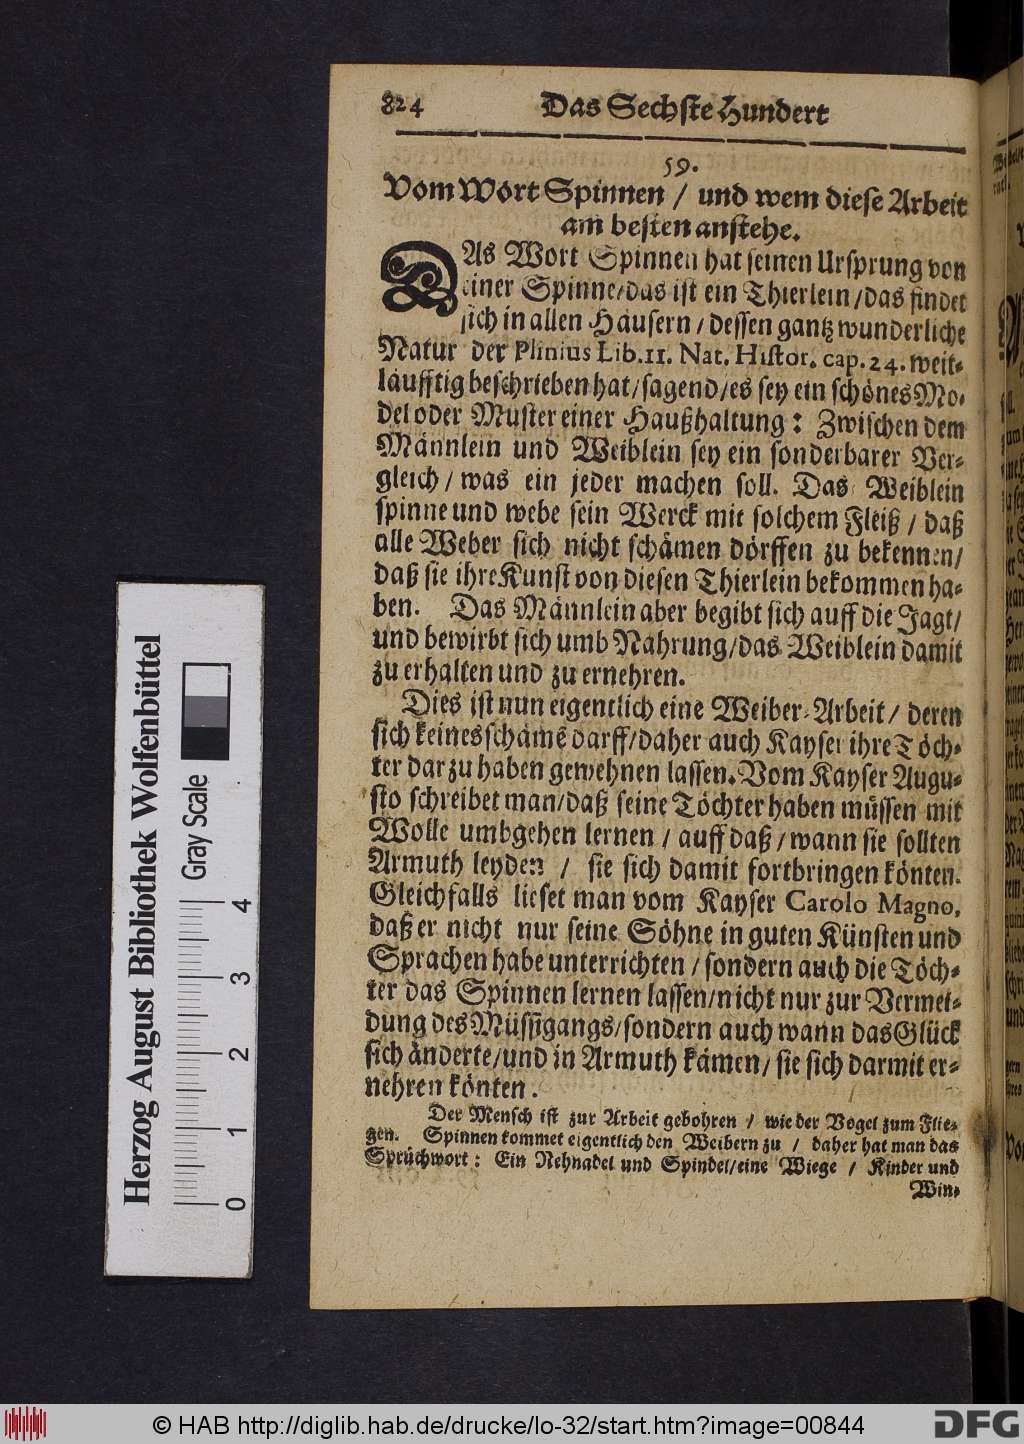 824 Das Sechste Hundert
59.
Vom Wort Spinnen / und wem diese Arbeit
am besten anstehe.
DAs Wort Spinnen hat seinen Ursprung von
einer Spinne/das ist ein Thierlein/das findet
sich in allen Häusern / dessen gantz wunderliche
Natur der Plinius Lib. 11. Nat. Histor. cap. 24. weit-
läufftig beschrieben hat/sagend/es sey ein schönes Mo-
del oder Muster einer Haußhaltung: Zwischen dem
Männlein und Weiblein sey ein sonderbarer Ver-
gleich / was ein jeder machen soll. Das Weiblein
spinne und webe sein Werck mit solchem Fleiß / daß
alle Weber sich nicht schämen dörffen zu bekennen/
daß sie ihre Kunst von diesen Thierlein bekommen ha-
ben. Das Männlein aber begibt sich auff die Jagt/
und bewirbt sich umb Nahrung/das Weiblein damit
zu erhalten und zu ernehren.
Dies ist nun eigentlich eine Weiber-Arbeit/ deren
sich keines schämẽ darff/daher auch Kayser ihre Töch-
ter darzu haben gewehnen lassen. Vom Kayser Augu-
sto schreibet man/daß seine Töchter haben müssen mit
Wolle umbgehen lernen / auff daß/wann sie sollten
Armuth leyden / sie sich damit fortbringen könten.
Gleichfalls lieset man vom Kayser Carolo Magno,
daß er nicht nur seine Söhne in guten Künsten und
Sprachen habe unterrichten / sondern auch die Töch-
ter das Spinnen lernen lassen/nicht nur zur Vermei-
dung des Müssigangs/sondern auch wann das Glück
sich änderte/und in Armuth kämen/ sie sich darmit er-
nehren könten.
Der Mensch ist zur Arbeit gebohren / wie der Vogel zum Flie-
gen. Spinnen kommet eigentlich den Weibern zu / daher hat man das
Sprüchwort: Ein Nehnadel und Spindel/eine Wiege / Kinder und
Win-
Herzog August Bibliothek Wolfenbüttel
Gray Scale
0 1 2 3 4
© HAB http://diglib.hab.de/drucke/lo-32/start.htm?image=00844
DFG